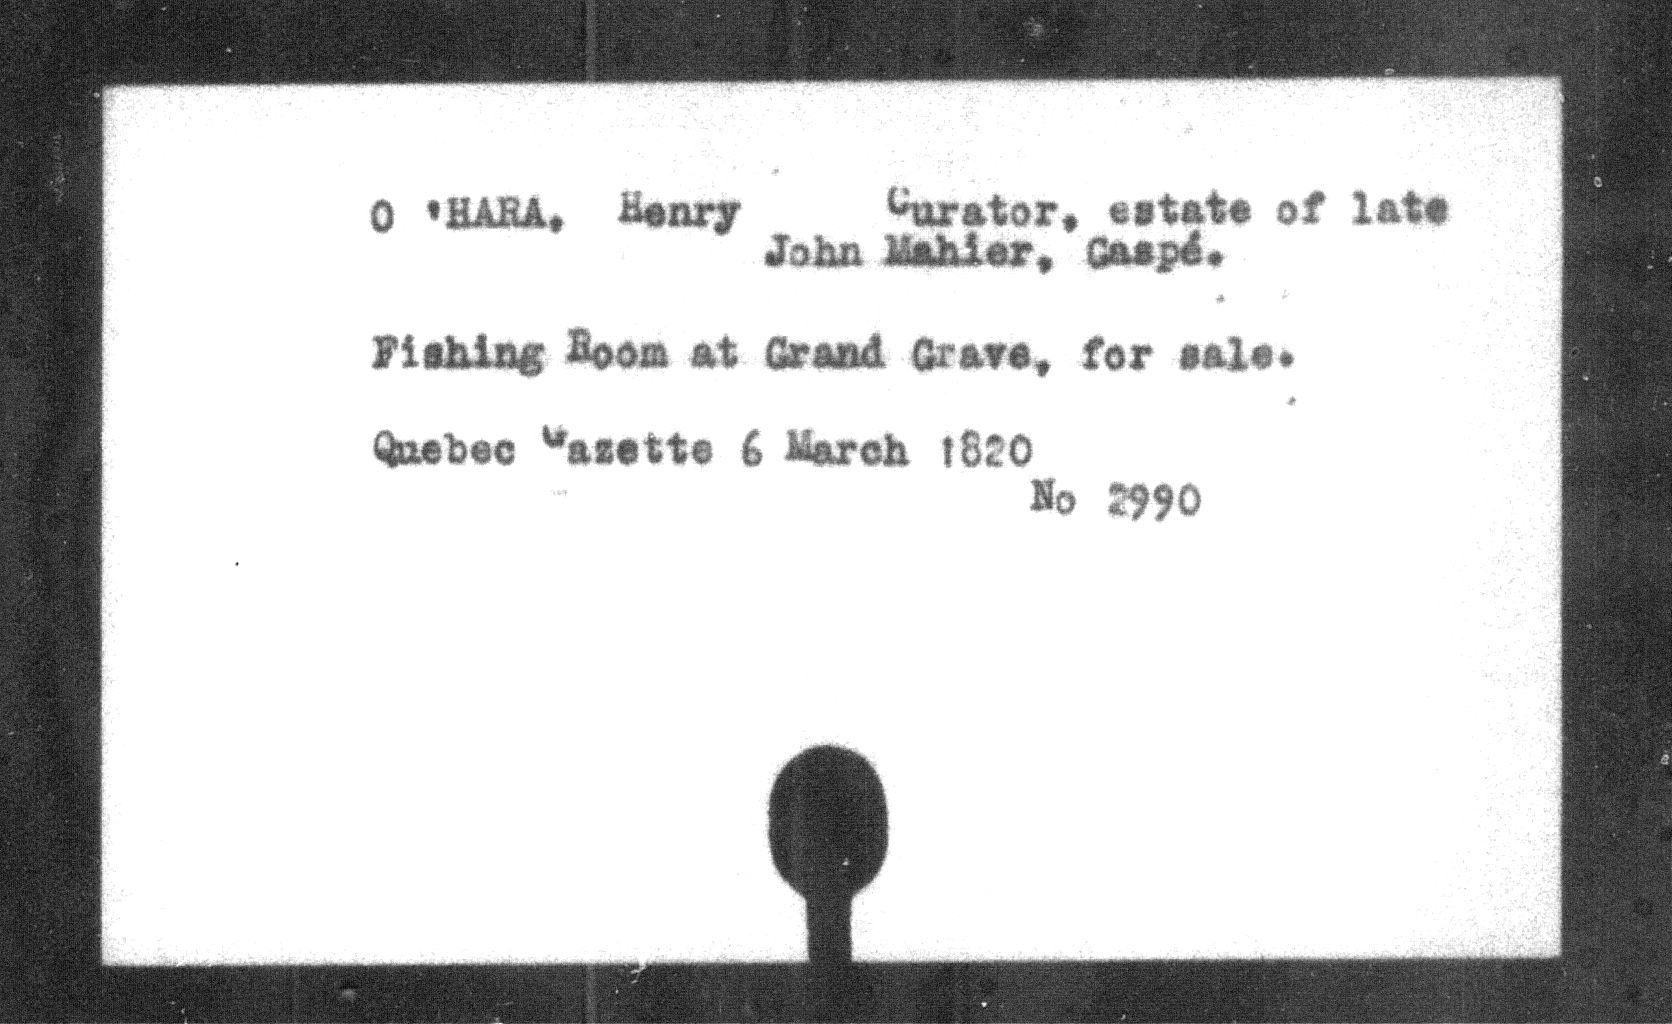 O 'HARA, Henry Curator, estate of late
John Mahier, Gaspé.
Fishing Room at Grand Grave, for sale.
Quebec Gazette 6 March 1820
No 2990